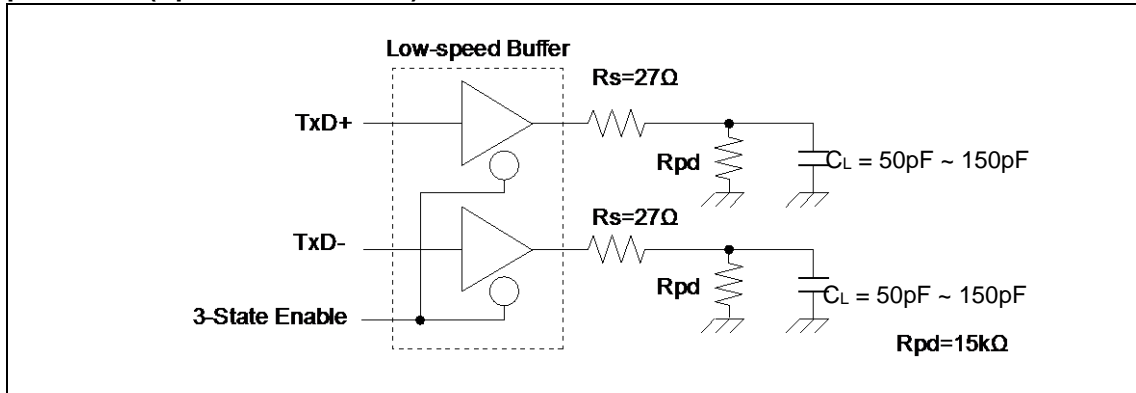 Low-speed Buffer
Rs=27Ω
TxD+
Rpd
CL = 50pF ~ 150pF
Rs=27Ω
TxD-
Rpd
CL = 50pF ~ 150pF
3-State Enable
Rpd=15kΩ